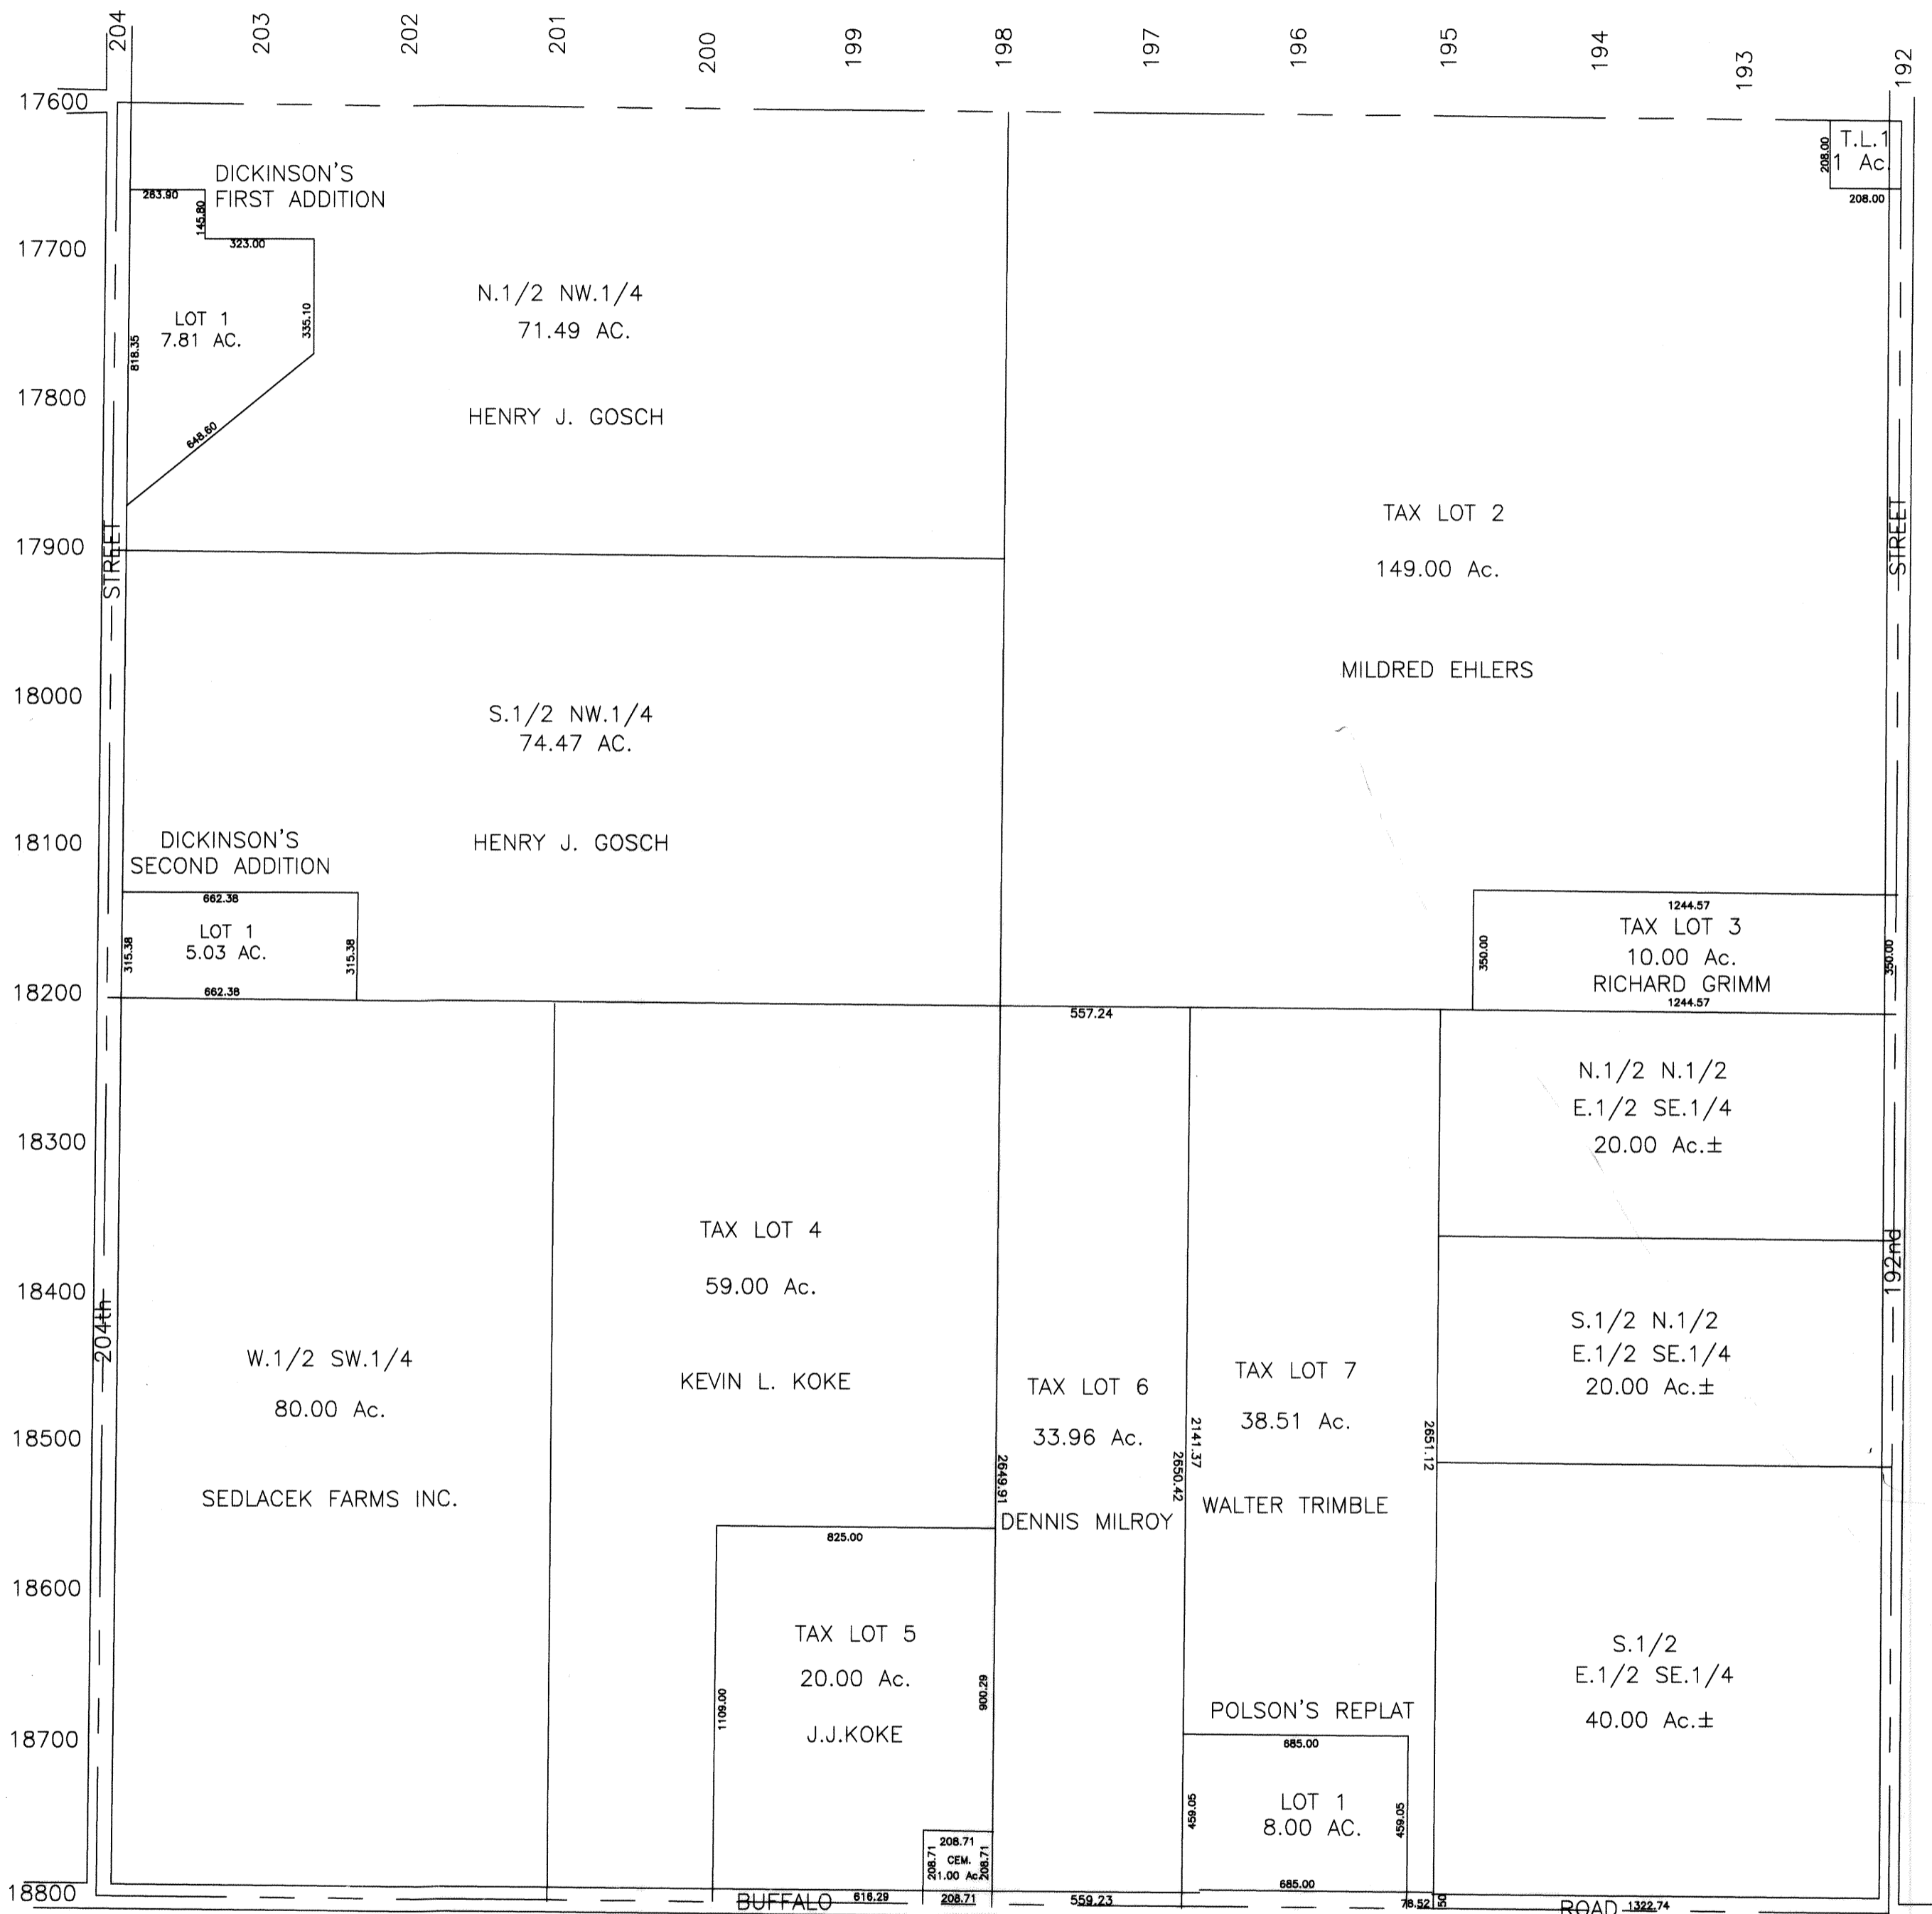 204
203
202
201
200
199
198
197
196
195
194
193
192
17600
T.L.1
1 Ac.
208.00
208.00
DICKINSON'S
FIRST ADDITION
263.90
145.80
323.00
17700
LOT 1
7.81 AC.
335.10
818.35
648.60
N.1/2 NW.1/4
71.49 AC.
HENRY J. GOSCH
17800
TAX LOT 2
149.00 Ac.
MILDRED EHLERS
17900
STREET
STREET
18000
S.1/2 NW.1/4
74.47 AC.
HENRY J. GOSCH
18100
DICKINSON'S
SECOND ADDITION
662.38
LOT 1
5.03 AC.
315.38
315.38
662.38
1244.57
TAX LOT 3
10.00 Ac.
RICHARD GRIMM
1244.57
350.00
350.00
18200
557.24
N.1/2 N.1/2
E.1/2 SE.1/4
20.00 Ac.±
18300
TAX LOT 4
59.00 Ac.
KEVIN L. KOKE
18400
204th
192nd
W.1/2 SW.1/4
80.00 Ac.
SEDLACEK FARMS INC.
S.1/2 N.1/2
E.1/2 SE.1/4
20.00 Ac.±
TAX LOT 6
33.96 Ac.
DENNIS MILROY
TAX LOT 7
38.51 Ac.
WALTER TRIMBLE
2649.91
2650.42
2141.37
2651.12
18500
825.00
18600
TAX LOT 5
20.00 Ac.
J.J.KOKE
1109.00
900.29
S.1/2
E.1/2 SE.1/4
40.00 Ac.±
18700
POLSON'S REPLAT
685.00
LOT 1
8.00 AC.
459.05
459.05
685.00
208.71
CEM.
1.00 Ac.
208.71
208.71
18800
BUFFALO
616.29
208.71
559.23
78.52
50
ROAD
1322.74